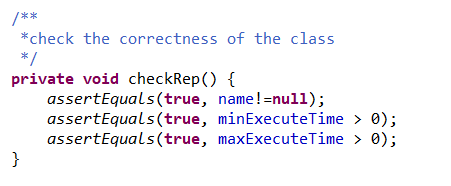 /**
 *check the correctness of the class
 */
private void checkRep() {
    assertEquals(true, name!=null);
    assertEquals(true, minExecuteTime > 0);
    assertEquals(true, maxExecuteTime > 0);
}